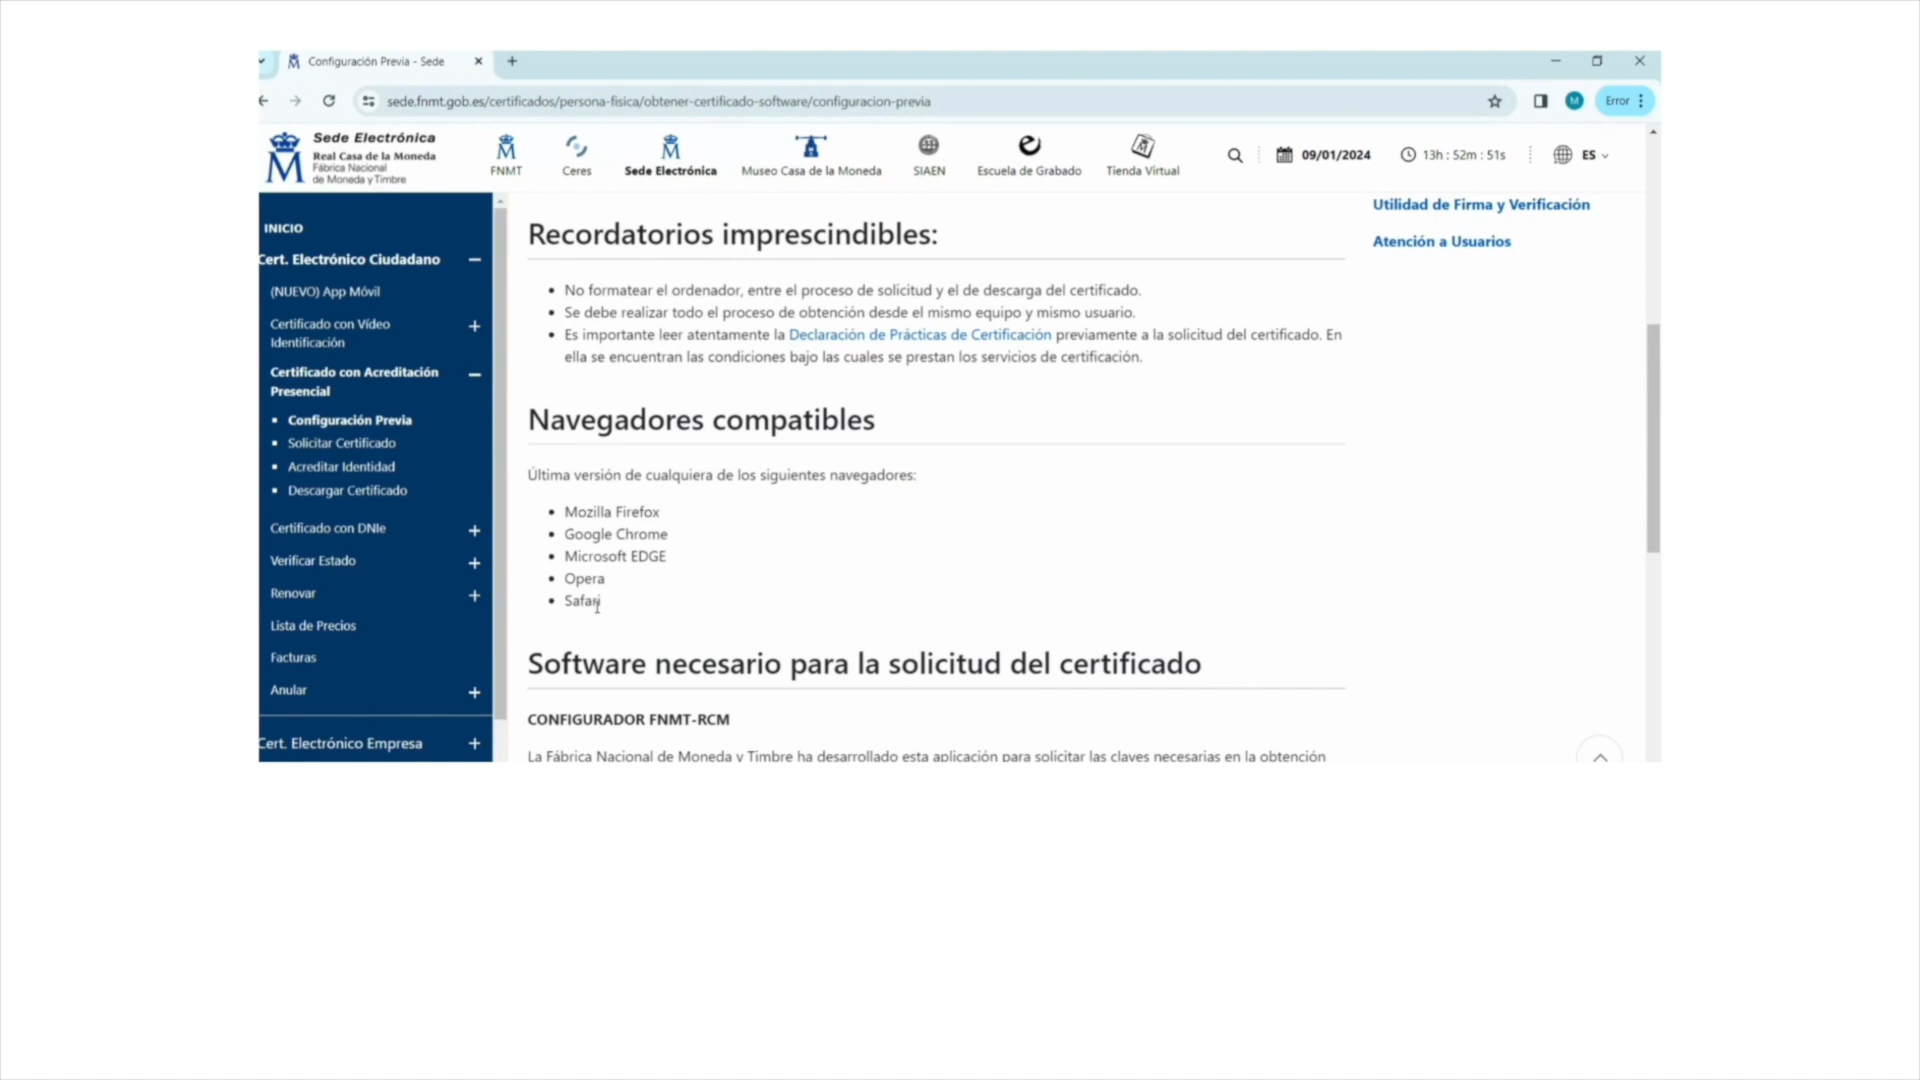 Configuración Previa - Sede
sede.fnmt.gob.es/certificados/persona-fisica/obtener-certificado-software/configuracion-previa
M
Error
Sede Electrónica
Real Casa de la Moneda
Fábrica Nacional
de Moneda y Timbre
FNMT
Ceres
Sede Electrónica
Museo Casa de la Moneda
SIAEN
Escuela de Grabado
Tienda Virtual
09/01/2024
13h : 52m : 51s
ES
INICIO
Cert. Electrónico Ciudadano
(NUEVO) App Móvil
Certificado con Vídeo
Identificación
Certificado con Acreditación
Presencial
Configuración Previa
Solicitar Certificado
Acreditar Identidad
Descargar Certificado
Certificado con DNIe
Verificar Estado
Renovar
Lista de Precios
Facturas
Anular
Cert. Electrónico Empresa
Recordatorios imprescindibles:
No formatear el ordenador, entre el proceso de solicitud y el de descarga del certificado.
Se debe realizar todo el proceso de obtención desde el mismo equipo y mismo usuario.
Es importante leer atentamente la Declaración de Prácticas de Certificación previamente a la solicitud del certificado. En
ella se encuentran las condiciones bajo las cuales se prestan los servicios de certificación.
Navegadores compatibles
Última versión de cualquiera de los siguientes navegadores:
Mozilla Firefox
Google Chrome
Microsoft EDGE
Opera
Safari
Software necesario para la solicitud del certificado
CONFIGURADOR FNMT-RCM
La Fábrica Nacional de Moneda y Timbre ha desarrollado esta aplicación para solicitar las claves necesarias en la obtención
Utilidad de Firma y Verificación
Atención a Usuarios